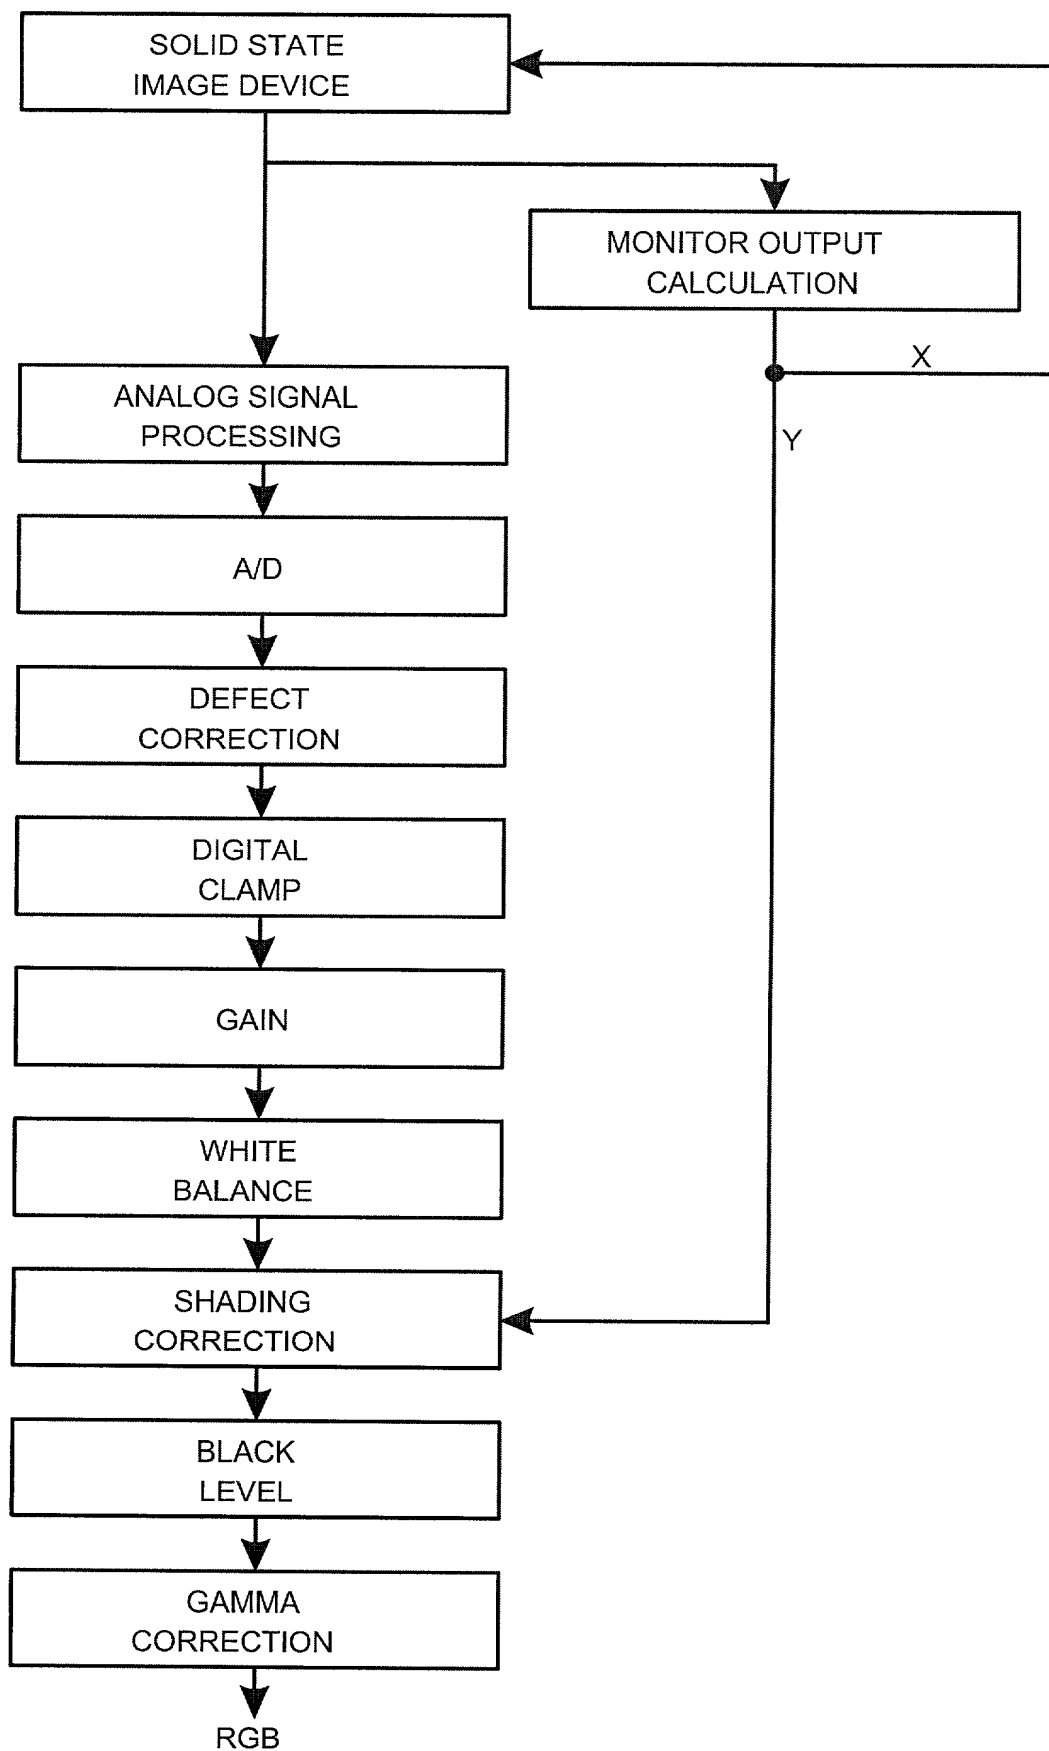 SOLID STATE
IMAGE DEVICE
MONITOR OUTPUT
CALCULATION
X
Y
ANALOG SIGNAL
PROCESSING
A/D
DEFECT
CORRECTION
DIGITAL
CLAMP
GAIN
WHITE
BALANCE
SHADING
CORRECTION
BLACK
LEVEL
GAMMA
CORRECTION
RGB